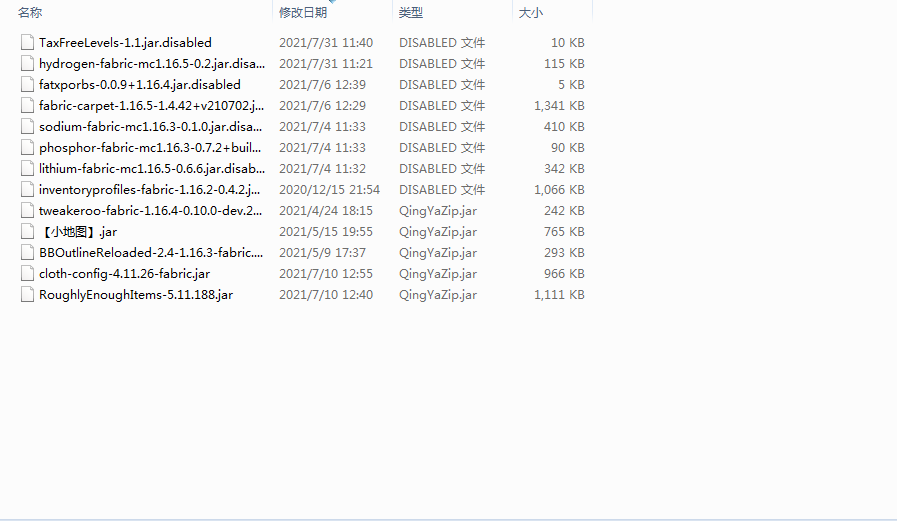 名称 修改日期 类型 大小
TaxFreeLevels-1.1.jar.disabled 2021/7/31 11:40 DISABLED 文件 10 KB
hydrogen-fabric-mc1.16.5-0.2.jar.disa... 2021/7/31 11:21 DISABLED 文件 115 KB
fatxporbs-0.0.9+1.16.4.jar.disabled 2021/7/6 12:39 DISABLED 文件 5 KB
fabric-carpet-1.16.5-1.4.42+v210702.j... 2021/7/6 12:29 DISABLED 文件 1,341 KB
sodium-fabric-mc1.16.3-0.1.0.jar.disa... 2021/7/4 11:33 DISABLED 文件 410 KB
phosphor-fabric-mc1.16.3-0.7.2+buil... 2021/7/4 11:33 DISABLED 文件 90 KB
lithium-fabric-mc1.16.5-0.6.6.jar.disab... 2021/7/4 11:32 DISABLED 文件 342 KB
inventoryprofiles-fabric-1.16.2-0.4.2.j... 2020/12/15 21:54 DISABLED 文件 1,066 KB
tweakeroo-fabric-1.16.4-0.10.0-dev.2... 2021/4/24 18:15 QingYaZip.jar 242 KB
【小地图】.jar 2021/5/15 19:55 QingYaZip.jar 765 KB
BBOutlineReloaded-2.4-1.16.3-fabric.... 2021/5/9 17:37 QingYaZip.jar 293 KB
cloth-config-4.11.26-fabric.jar 2021/7/10 12:55 QingYaZip.jar 966 KB
RoughlyEnoughItems-5.11.188.jar 2021/7/10 12:40 QingYaZip.jar 1,111 KB